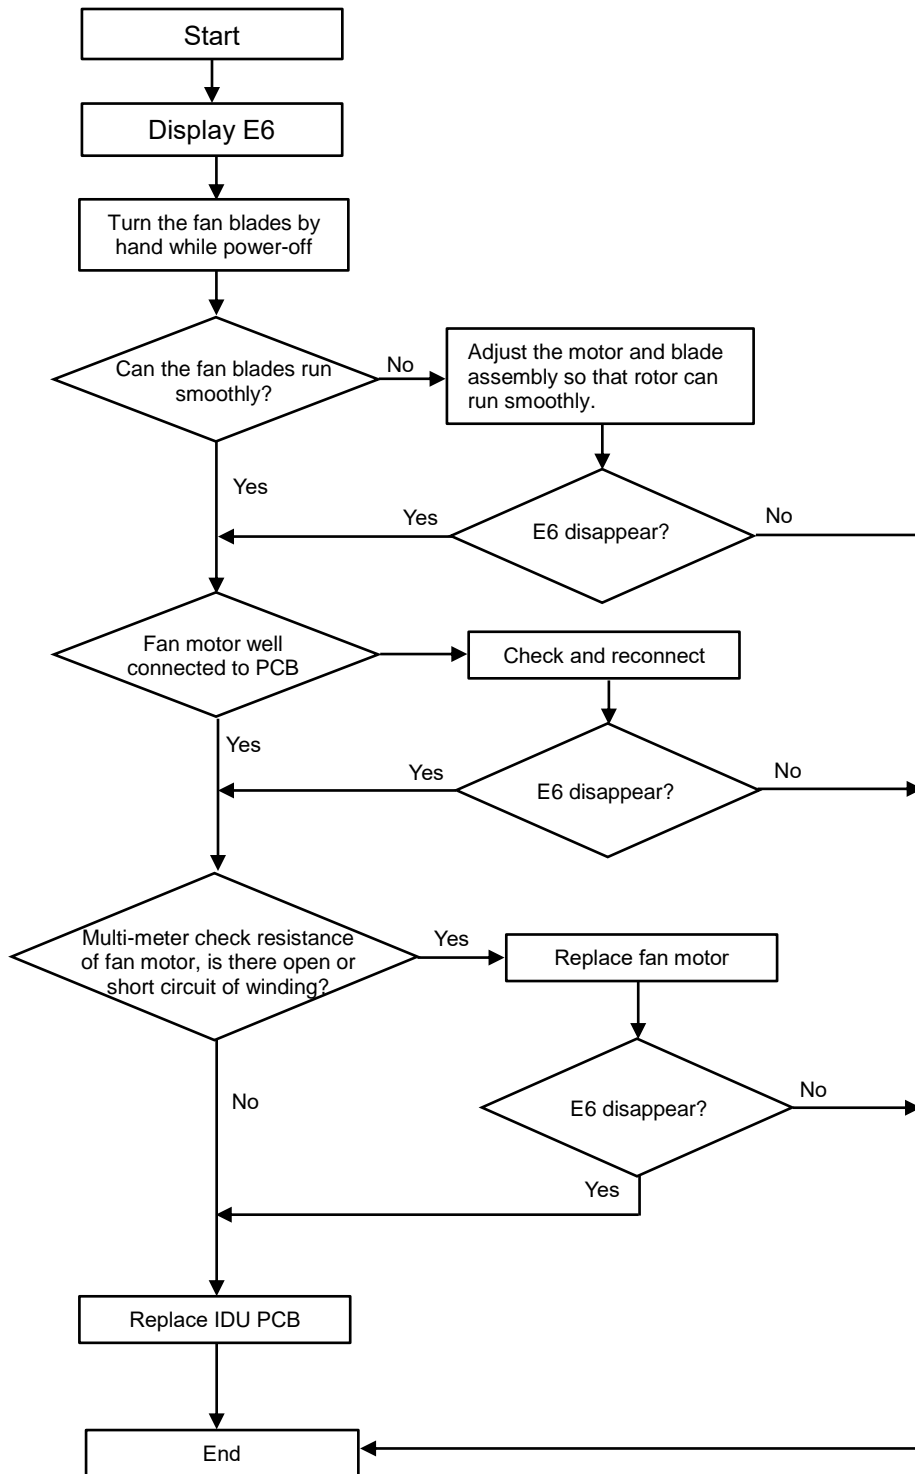 Start
Display E6
Turn the fan blades by
hand while power-off
Can the fan blades run
smoothly?
No
Adjust the motor and blade
assembly so that rotor can
run smoothly.
Yes
Yes
E6 disappear?
No
Fan motor well
connected to PCB
Check and reconnect
Yes
Yes
E6 disappear?
No
Multi-meter check resistance
of fan motor, is there open or
short circuit of winding?
Yes
Replace fan motor
No
E6 disappear?
No
Yes
Replace IDU PCB
End